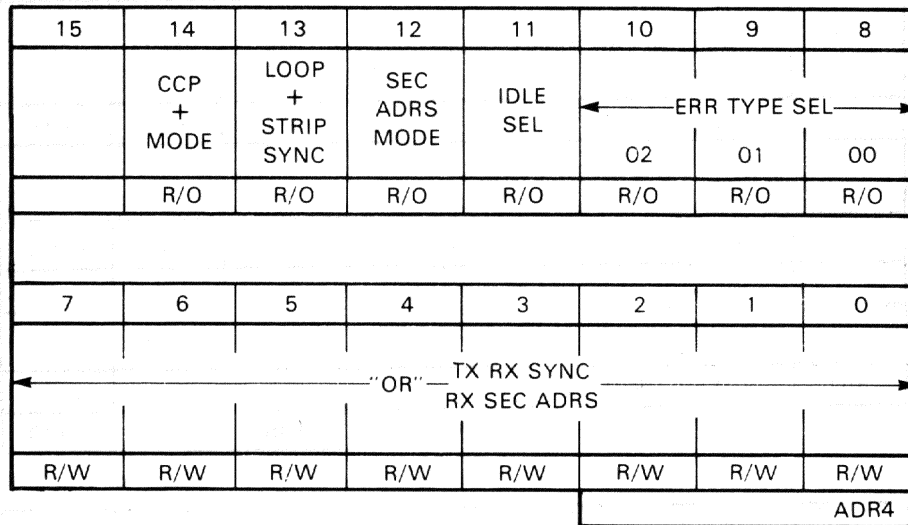 15 14 13 12 11 10 9 8
CCP + MODE
LOOP + STRIP SYNC
SEC ADRS MODE
IDLE SEL
ERR TYPE SEL
02 01 00
R/O R/O R/O R/O R/O R/O R/O
7 6 5 4 3 2 1 0
"OR" TX RX SYNC
RX SEC ADRS
R/W R/W R/W R/W R/W R/W R/W R/W
ADR4